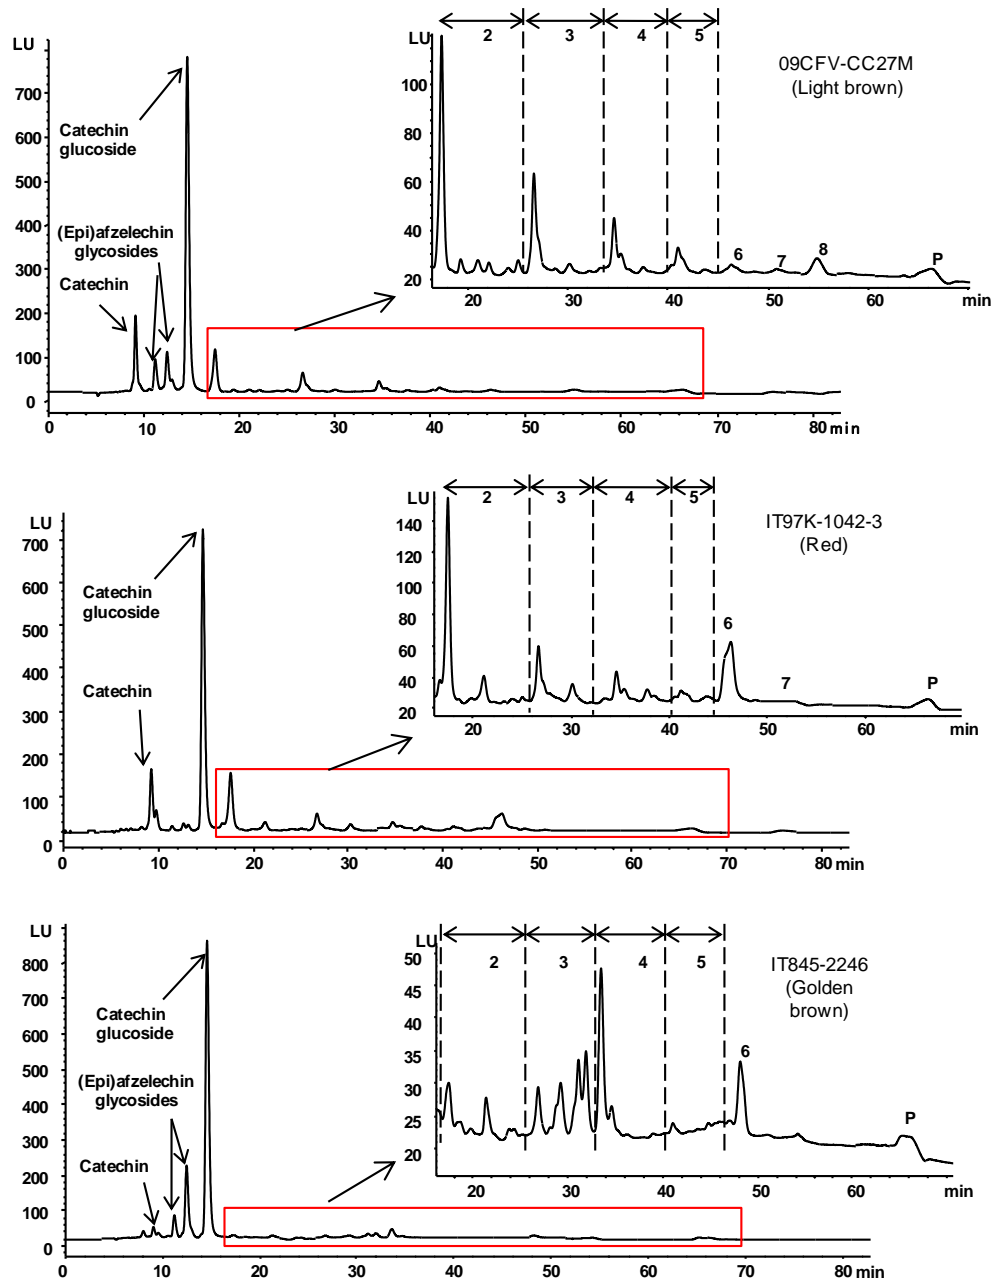 LU
700
600
500
400
300
200
100
0
Catechin
glucoside
(Epi)afzelechin
glycosides
Catechin
0 10 20 30 40 50 60 70 80 min
LU
100
80
60
40
20
2 3 4 5
6 7 8 P
20 30 40 50 60 min
09CFV-CC27M
(Light brown)
LU
700
600
500
400
300
200
100
0
Catechin
glucoside
Catechin
0 10 20 30 40 50 60 70 80 min
LU
140
120
100
80
60
40
20
2 3 4 5
6 7 P
20 30 40 50 60 min
IT97K-1042-3
(Red)
LU
800
700
600
500
400
300
200
100
0
Catechin
glucoside
(Epi)afzelechin
glycosides
Catechin
0 10 20 30 40 50 60 70 80 min
LU
50
45
40
35
30
25
20
2 3 4 5
6 P
20 30 40 50 60 min
IT845-2246
(Golden
brown)